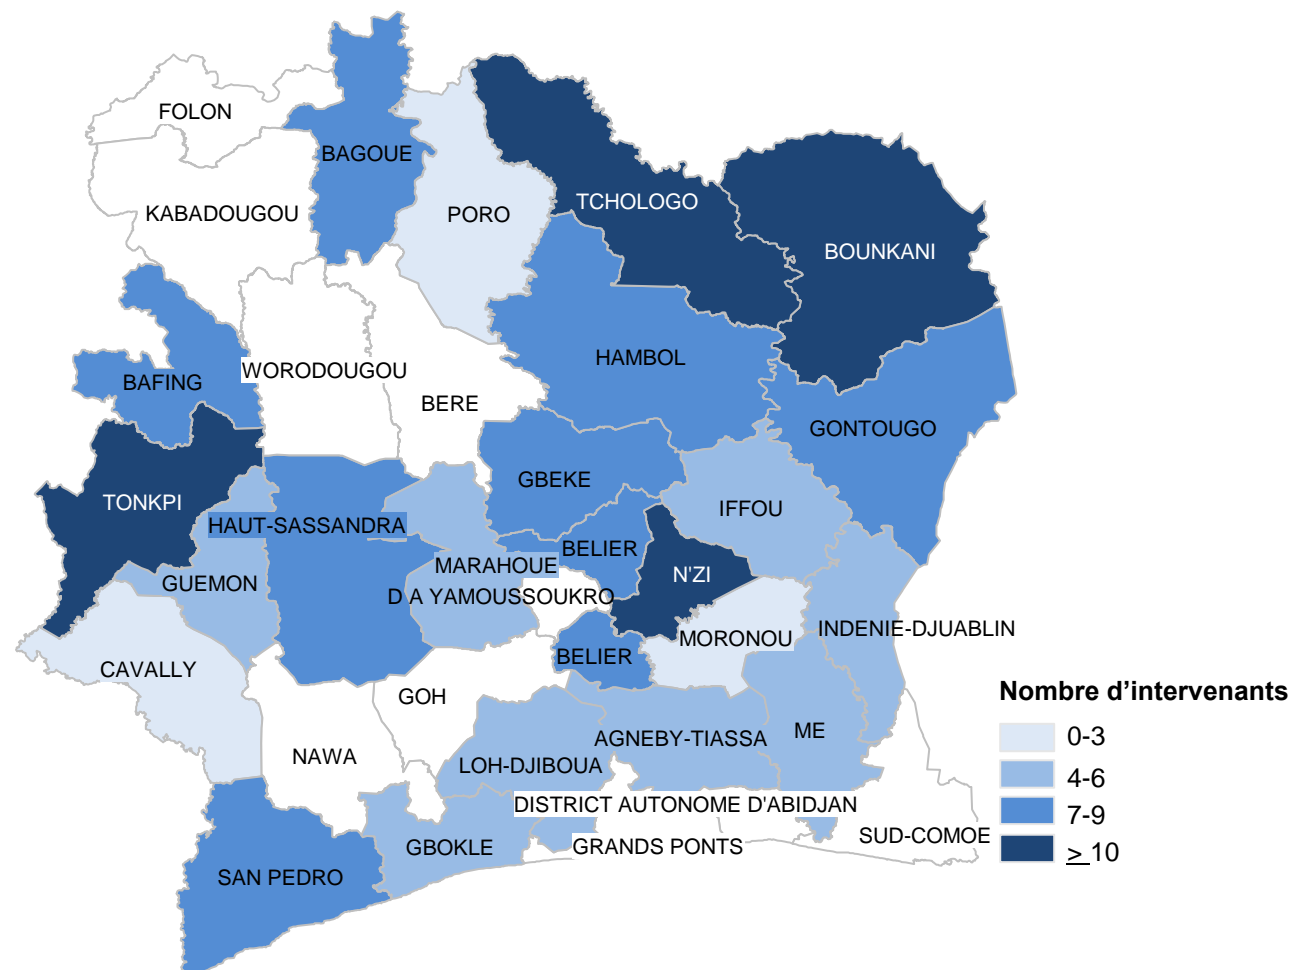 FOLON
BAGOUE
KABADOUGOU
PORO
TCHOLOGO
BOUNKANI
WORODOUGOU
HAMBOL
BAFING
BERE
GONTOUGO
GBEKE
TONKPI
IFFOU
HAUT-SASSANDRA
BELIER
MARAHOUE
N'ZI
GUEMON
D A YAMOUSSOUKRO
INDENIE-DJUABLIN
MORONOU
BELIER
CAVALLY
GOH
Nombre d’intervenants
0-3
4-6
7-9
> 10
ME
AGNEBY-TIASSA
NAWA
LOH-DJIBOUA
DISTRICT AUTONOME D'ABIDJAN
SUD-COMOE
GBOKLE
GRANDS PONTS
SAN PEDRO